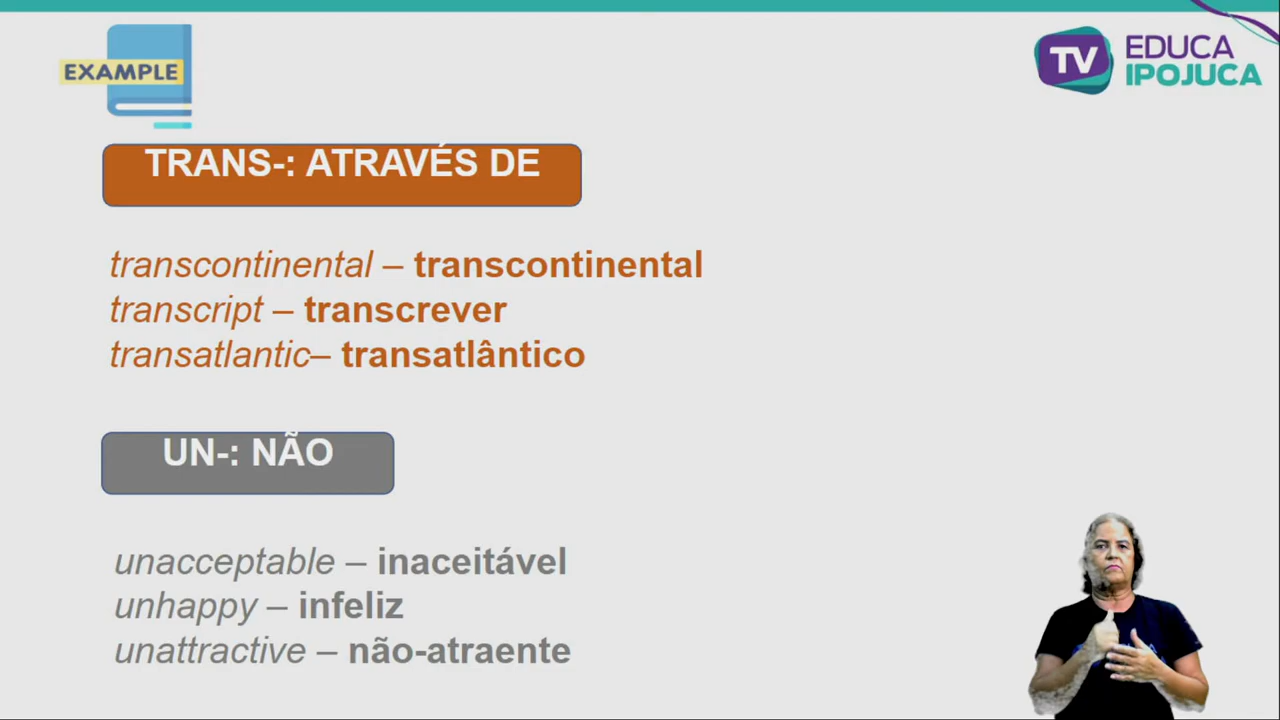 EXAMPLE
TV EDUCA
IPOJUCA
TRANS-: ATRAVÉS DE
transcontinental – transcontinental
transcript – transcrever
transatlantic– transatlântico
UN-: NÃO
unacceptable – inaceitável
unhappy – infeliz
unattractive – não-atraente